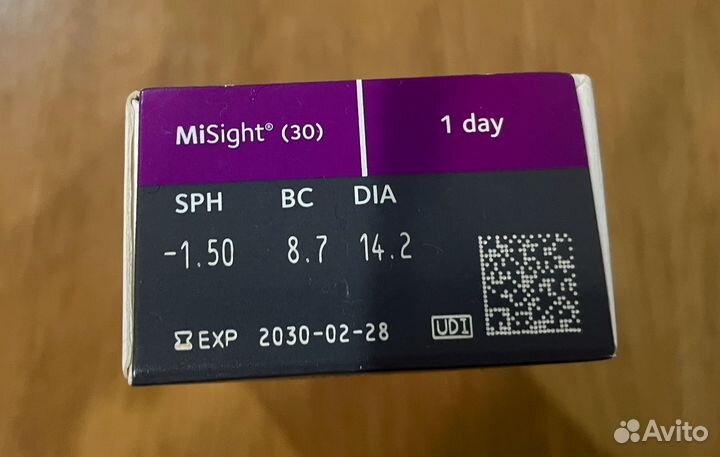 MiSight® (30) 1 day
SPH BC DIA
-1.50 8.7 14.2
EXP 2030-02-28 UDI
Avito